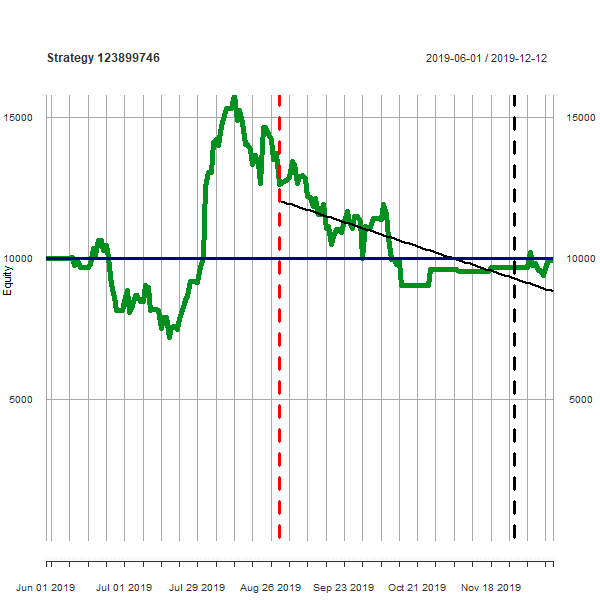 Strategy 123899746
2019-06-01 / 2019-12-12
15000 15000
10000 10000
Equity
5000 5000
Jun 01 2019 Jul 01 2019 Jul 29 2019 Aug 26 2019 Sep 23 2019 Oct 21 2019 Nov 18 2019